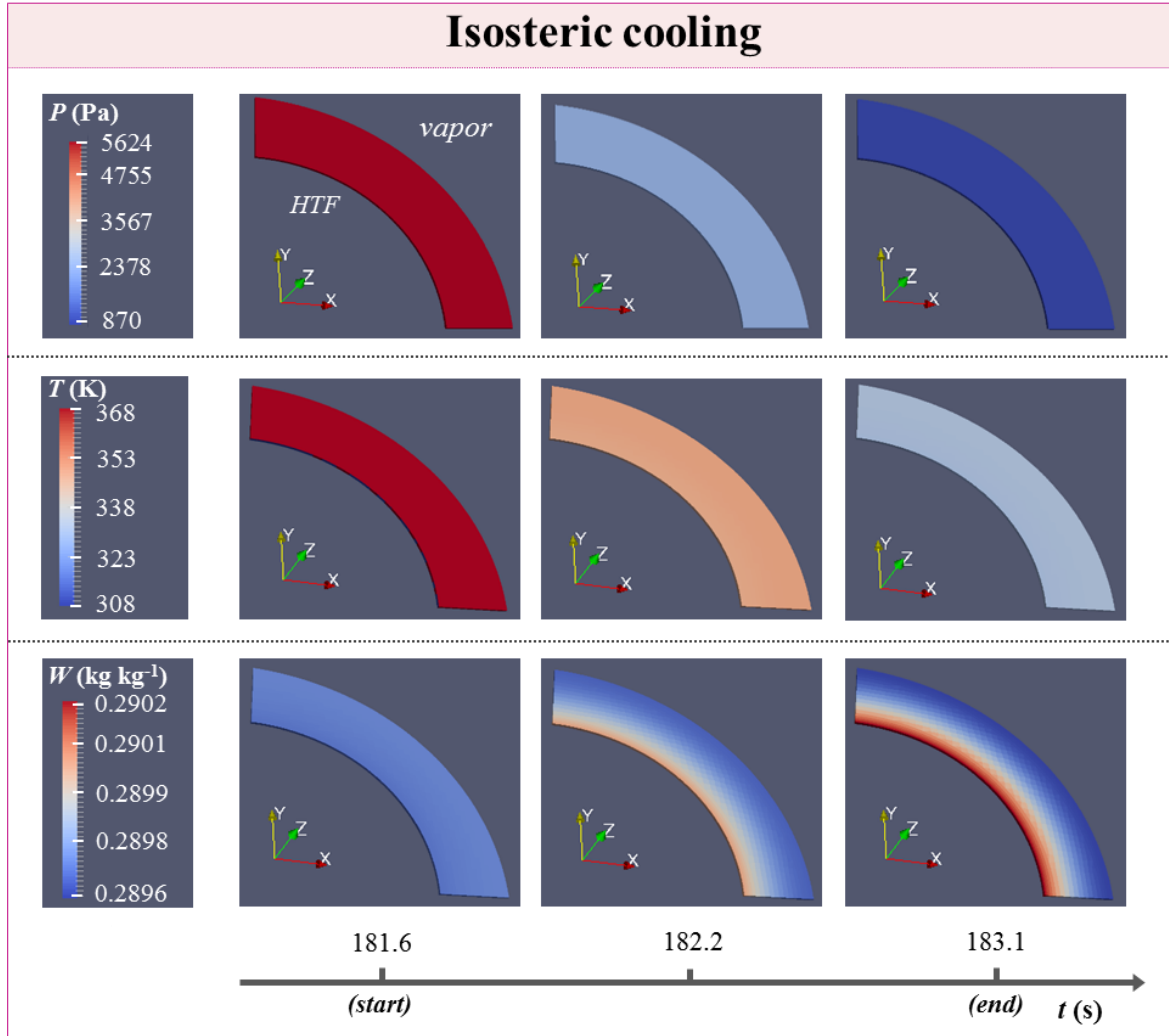 Isosteric cooling
P (Pa)
5624
4755
3567
2378
870
vapor
HTF
Y
Z
X
Y
Z
X
Y
Z
X
T (K)
368
353
338
323
308
Y
Z
X
Y
Z
X
Y
Z
X
W (kg kg⁻¹)
0.2902
0.2901
0.2899
0.2898
0.2896
Y
Z
X
Y
Z
X
Y
Z
X
181.6
182.2
183.1
(start)
(end)
t (s)